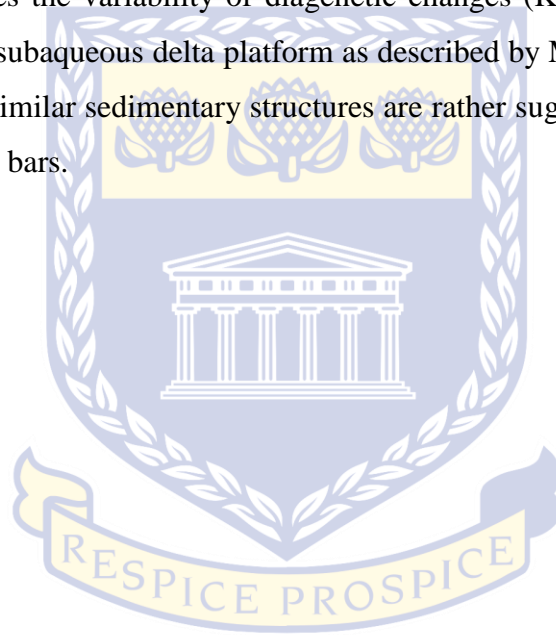 es the variability of diagenetic changes (K
subaqueous delta platform as described by M
imilar sedimentary structures are rather sug
bars.
RESPICE PROSPICE